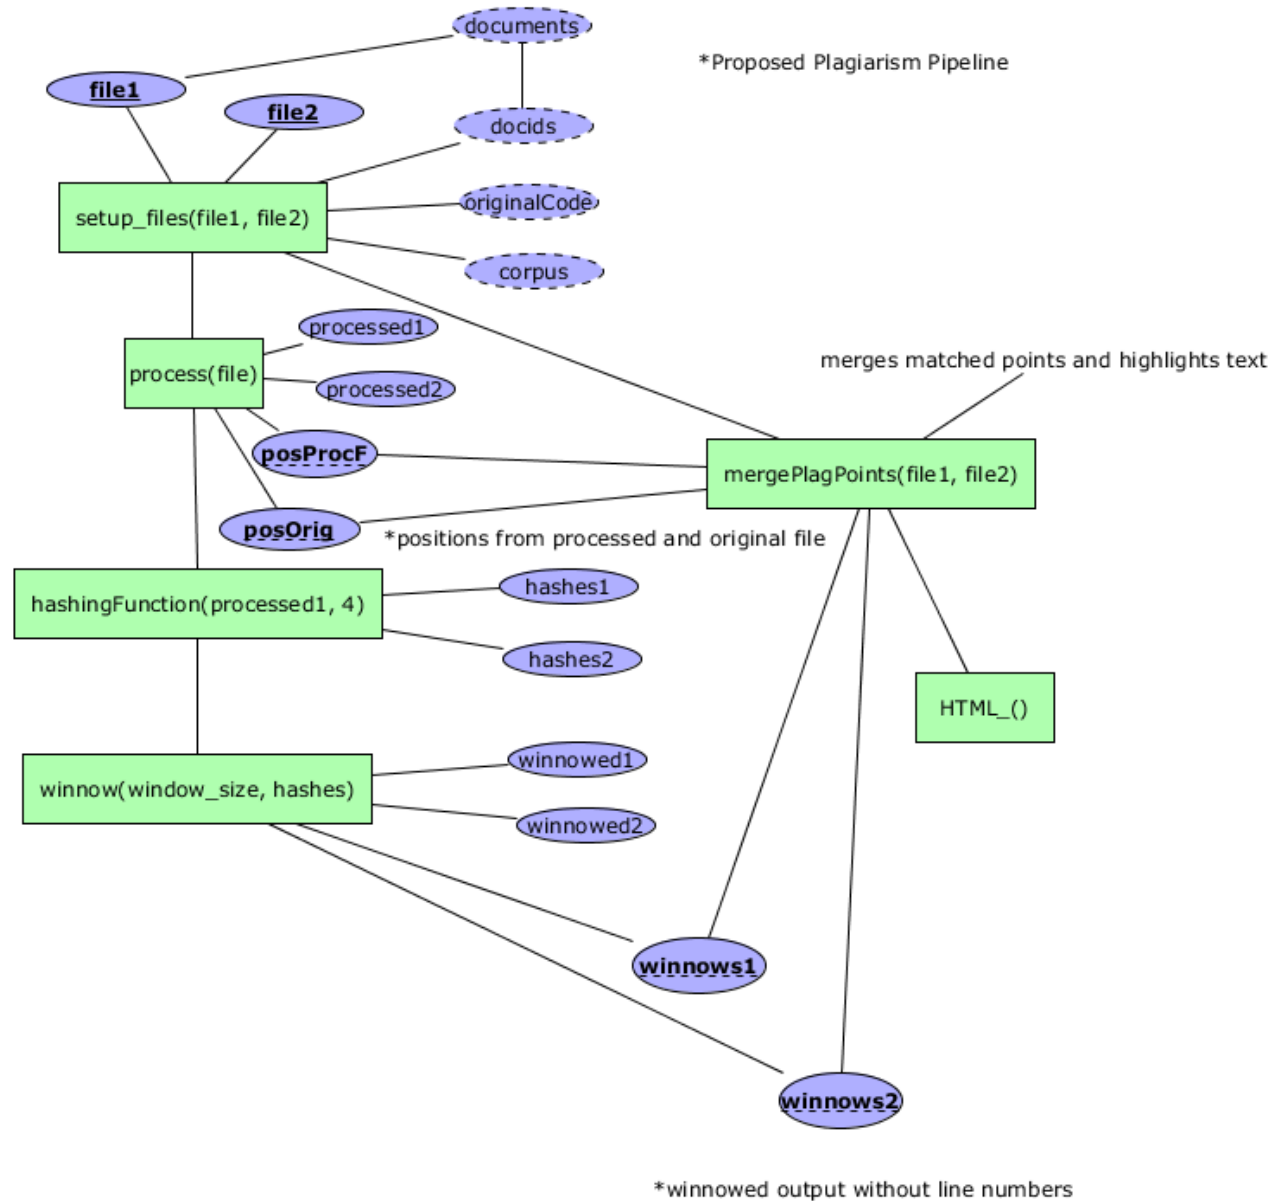 documents
*Proposed Plagiarism Pipeline
file1
file2
docids
setup_files(file1, file2)
originalCode
corpus
processed1
process(file)
processed2
merges matched points and highlights text
posProcF
mergePlagPoints(file1, file2)
posOrig
*positions from processed and original file
hashingFunction(processed1, 4)
hashes1
hashes2
HTML_()
winnow(window_size, hashes)
winnowed1
winnowed2
winnows1
winnows2
*winnowed output without line numbers